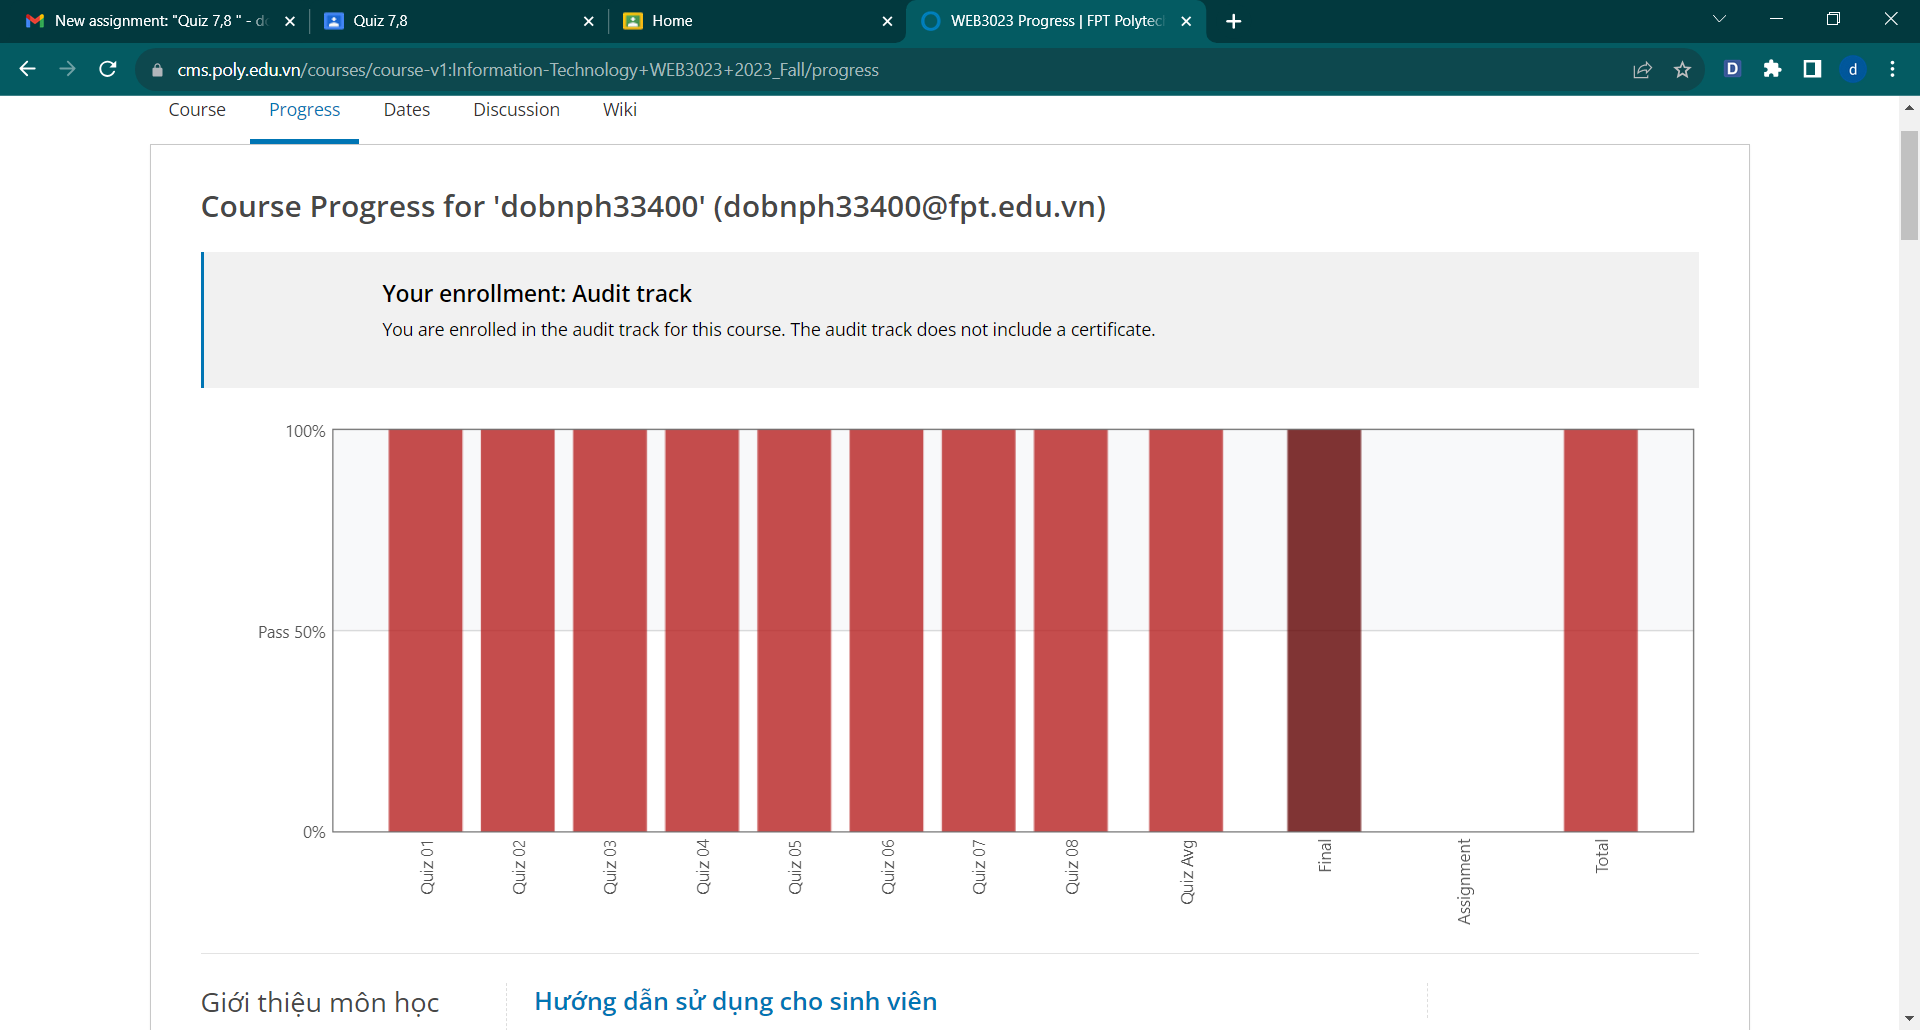 New assignment: "Quiz 7,8 " - d
Quiz 7,8
Home
WEB3023 Progress | FPT Polytec
cms.poly.edu.vn/courses/course-v1:Information-Technology+WEB3023+2023_Fall/progress
D
d
Course
Progress
Dates
Discussion
Wiki
Course Progress for 'dobnph33400' (dobnph33400@fpt.edu.vn)
Your enrollment: Audit track
You are enrolled in the audit track for this course. The audit track does not include a certificate.
100%
Pass 50%
0%
Quiz 01
Quiz 02
Quiz 03
Quiz 04
Quiz 05
Quiz 06
Quiz 07
Quiz 08
Quiz Avg
Final
Assignment
Total
Giới thiệu môn học
Hướng dẫn sử dụng cho sinh viên